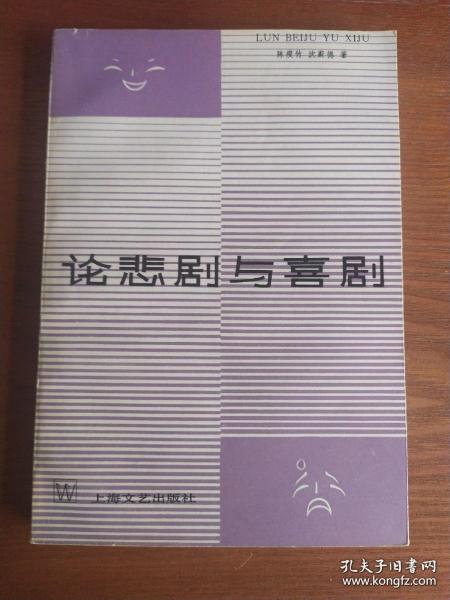 LUN BEIJU YU XIJU
陈瘦竹 沈蔚德 著
论悲剧与喜剧
W 上海文艺出版社
孔夫子旧书网
www.kongfz.com